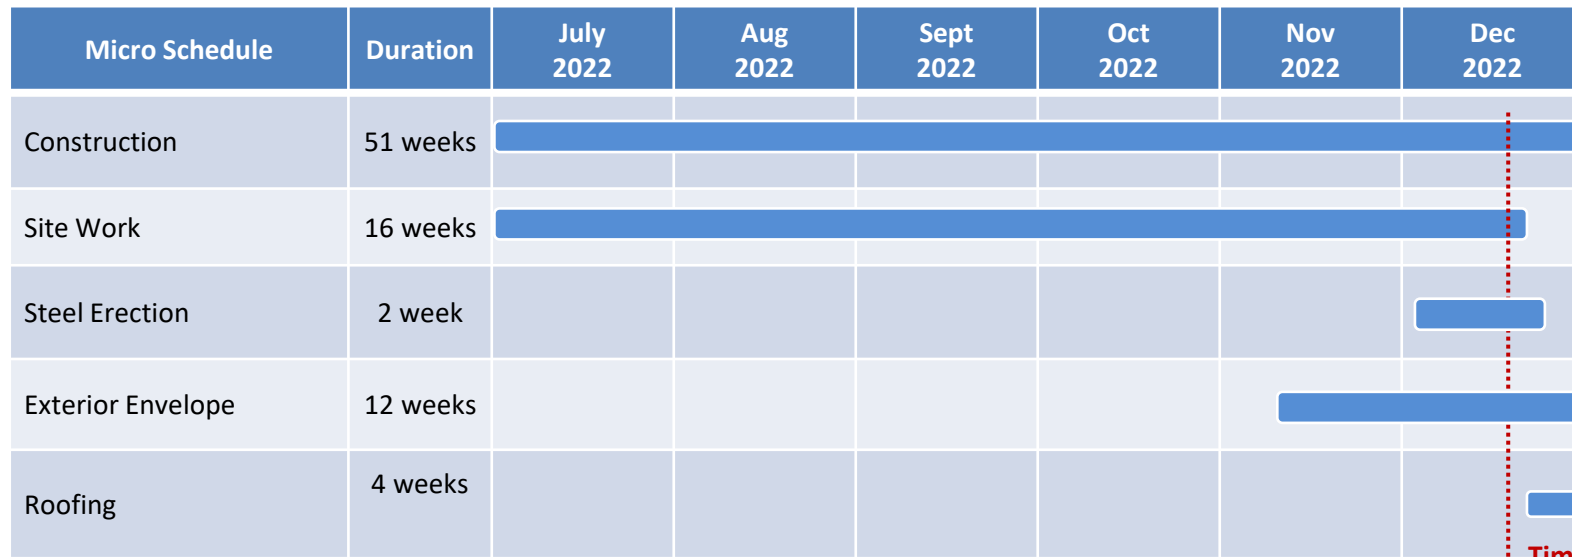 Micro Schedule Duration July 2022 Aug 2022 Sept 2022 Oct 2022 Nov 2022 Dec 2022
Construction 51 weeks
Site Work 16 weeks
Steel Erection 2 week
Exterior Envelope 12 weeks
Roofing 4 weeks